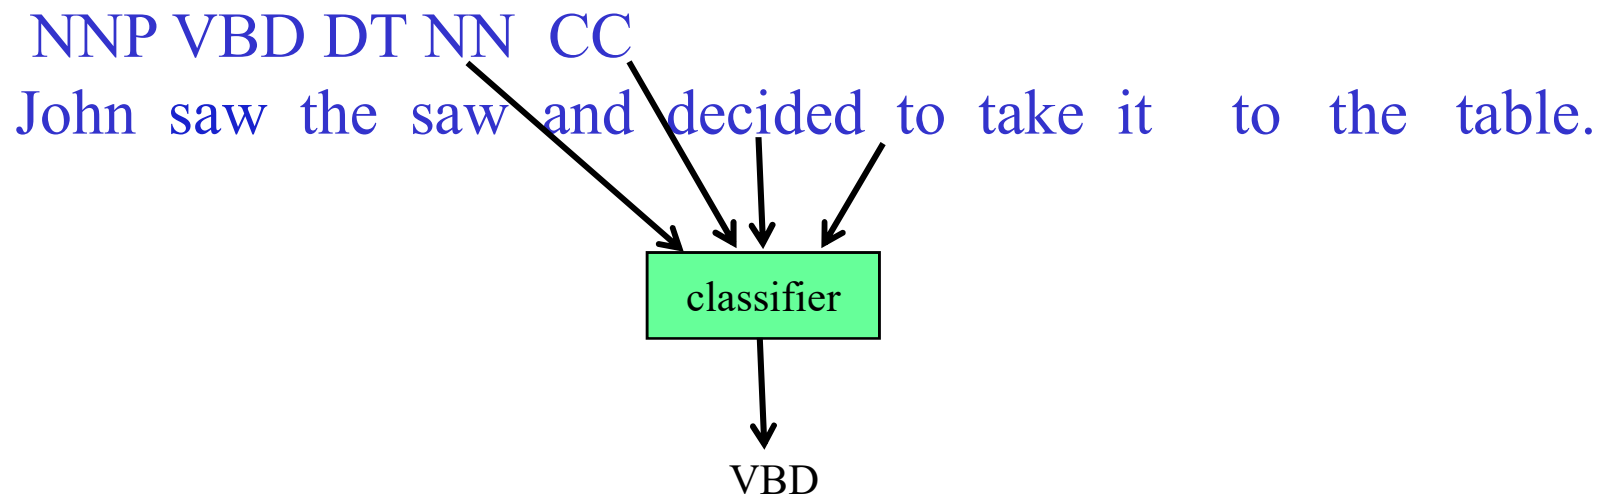 NNP VBD DT NN CC
John saw the saw and decided to take it to the table.
classifier
VBD